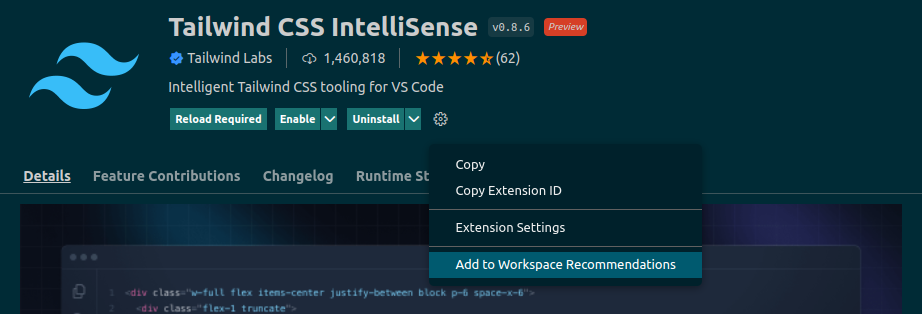 Tailwind CSS IntelliSense v0.8.6 Preview
Tailwind Labs 1,460,818 (62)
Intelligent Tailwind CSS tooling for VS Code
Reload Required Enable Uninstall
Copy
Copy Extension ID
Extension Settings
Add to Workspace Recommendations
Details Feature Contributions Changelog Runtime St
1 <div class="w-full flex items-center justify-between block p-6 space-x-6">
2 <div class="flex-1 truncate">